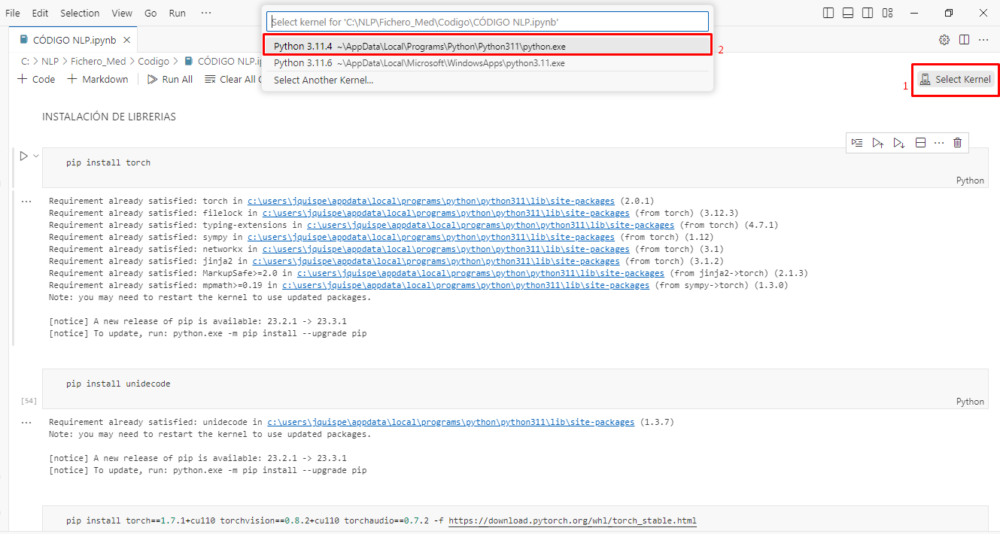 File Edit Selection View Go Run ···
Select kernel for 'C:\NLP\Fichero_Med\Codigo\CÓDIGO NLP.ipynb'
Python 3.11.4 ~\AppData\Local\Programs\Python\Python311\python.exe
2
Python 3.11.6 ~\AppData\Local\Microsoft\WindowsApps\python3.11.exe
Select Another Kernel...
CÓDIGO NLP.ipynb
C: > NLP > Fichero_Med > Codigo > CÓDIGO NLP.ip
+ Code + Markdown Run All Clear All
1
Select Kernel
INSTALACIÓN DE LIBRERIAS
pip install torch
Python
Requirement already satisfied: torch in c:\users\jquispe\appdata\local\programs\python\python311\lib\site-packages (2.0.1)
Requirement already satisfied: filelock in c:\users\jquispe\appdata\local\programs\python\python311\lib\site-packages (from torch) (3.12.3)
Requirement already satisfied: typing-extensions in c:\users\jquispe\appdata\local\programs\python\python311\lib\site-packages (from torch) (4.7.1)
Requirement already satisfied: sympy in c:\users\jquispe\appdata\local\programs\python\python311\lib\site-packages (from torch) (1.12)
Requirement already satisfied: networkx in c:\users\jquispe\appdata\local\programs\python\python311\lib\site-packages (from torch) (3.1)
Requirement already satisfied: jinja2 in c:\users\jquispe\appdata\local\programs\python\python311\lib\site-packages (from torch) (3.1.2)
Requirement already satisfied: MarkupSafe>=2.0 in c:\users\jquispe\appdata\local\programs\python\python311\lib\site-packages (from jinja2->torch) (2.1.3)
Requirement already satisfied: mpmath>=0.19 in c:\users\jquispe\appdata\local\programs\python\python311\lib\site-packages (from sympy->torch) (1.3.0)
Note: you may need to restart the kernel to use updated packages.
[notice] A new release of pip is available: 23.2.1 -> 23.3.1
[notice] To update, run: python.exe -m pip install --upgrade pip
pip install unidecode
[54]
Python
Requirement already satisfied: unidecode in c:\users\jquispe\appdata\local\programs\python\python311\lib\site-packages (1.3.7)
Note: you may need to restart the kernel to use updated packages.
[notice] A new release of pip is available: 23.2.1 -> 23.3.1
[notice] To update, run: python.exe -m pip install --upgrade pip
pip install torch==1.7.1+cu110 torchvision==0.8.2+cu110 torchaudio==0.7.2 -f https://download.pytorch.org/whl/torch_stable.html